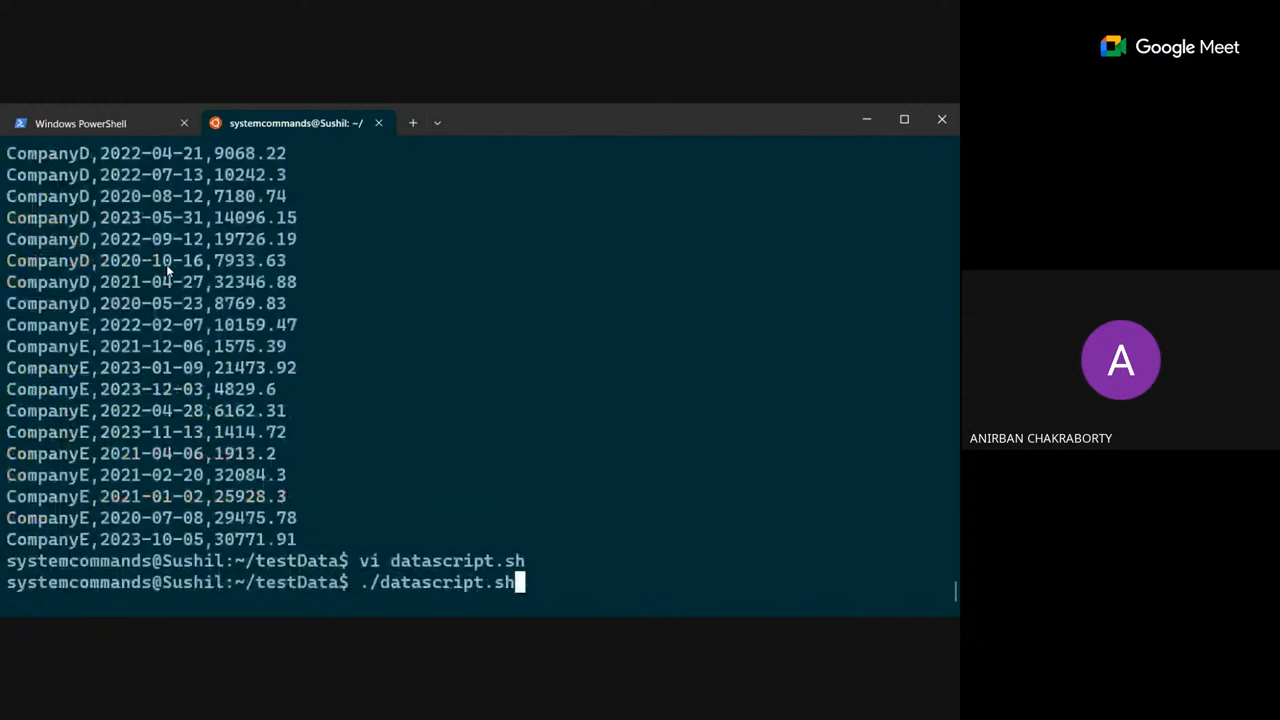 Google Meet
Windows PowerShell
systemcommands@Sushil: ~/
CompanyD,2022-04-21,9068.22
CompanyD,2022-07-13,10242.3
CompanyD,2020-08-12,7180.74
CompanyD,2023-05-31,14096.15
CompanyD,2022-09-12,19726.19
CompanyD,2020-10-16,7933.63
CompanyD,2021-04-27,32346.88
CompanyD,2020-05-23,8769.83
CompanyE,2022-02-07,10159.47
CompanyE,2021-12-06,1575.39
CompanyE,2023-01-09,21473.92
CompanyE,2023-12-03,4829.6
CompanyE,2022-04-28,6162.31
CompanyE,2023-11-13,1414.72
CompanyE,2021-04-06,1913.2
CompanyE,2021-02-20,32084.3
CompanyE,2021-01-02,25928.3
CompanyE,2020-07-08,29475.78
CompanyE,2023-10-05,30771.91
systemcommands@Sushil:~/testData$ vi datascript.sh
systemcommands@Sushil:~/testData$ ./datascript.sh
A
ANIRBAN CHAKRABORTY